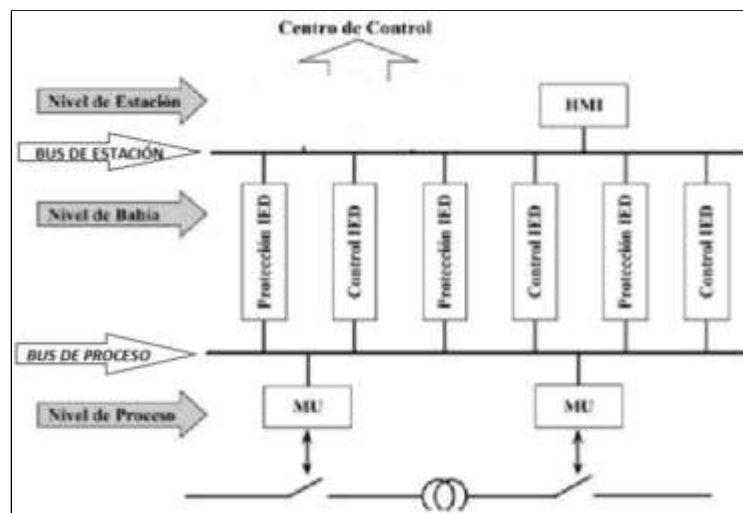 Centro de Control
Nivel de Estación
HMI
BUS DE ESTACIÓN
Nivel de Bahía
Protección IED
Control IED
Protección IED
Control IED
Protección IED
Control IED
BUS DE PROCESO
Nivel de Proceso
MU
MU